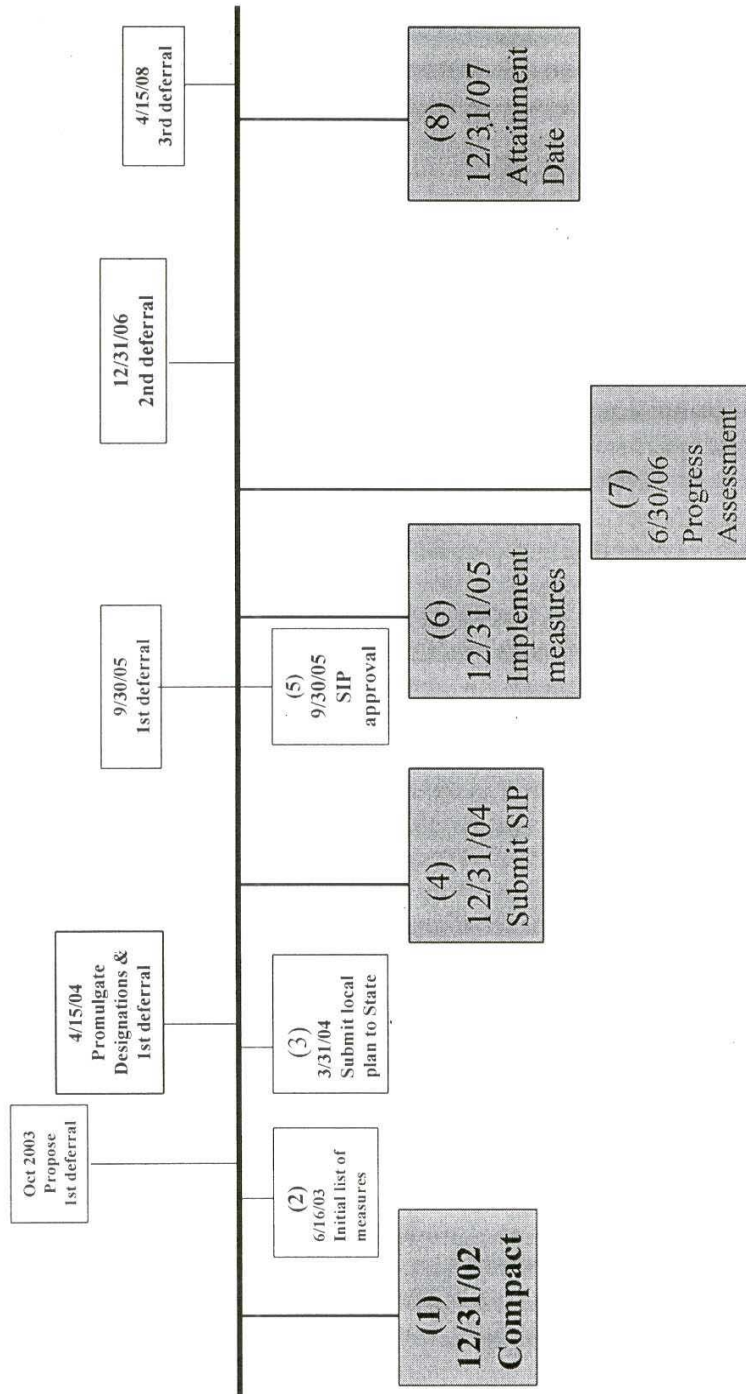 Oct 2003
Propose
1st deferral
4/15/04
Promulgate
Designations &
1st deferral
9/30/05
1st deferral
12/31/06
2nd deferral
4/15/08
3rd deferral
(1)
12/31/02
Compact
(2)
6/16/03
Initial list of
measures
(3)
3/31/04
Submit local
plan to State
(4)
12/31/04
Submit SIP
(5)
9/30/05
SIP
approval
(6)
12/31/05
Implement
measures
(7)
6/30/06
Progress
Assessment
(8)
12/31/07
Attainment
Date